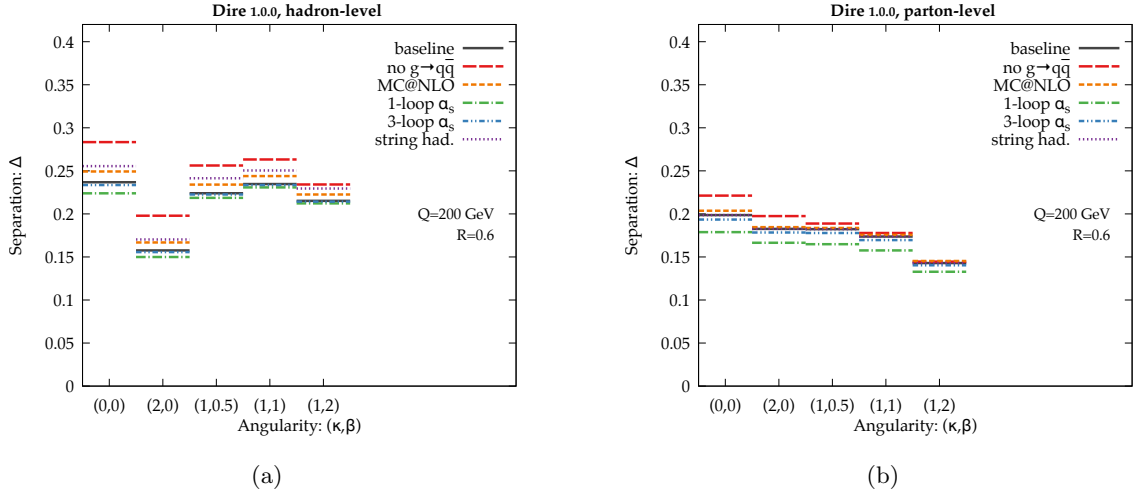 Dire 1.0.0, hadron-level
Separation: Δ
0.4
0.35
0.3
0.25
0.2
0.15
0.1
0.05
0
baseline
no g→qq̅
MC@NLO
1-loop αs
3-loop αs
string had.
Q=200 GeV
R=0.6
(0,0) (2,0) (1,0.5) (1,1) (1,2)
Angularity: (κ,β)
(a)
Dire 1.0.0, parton-level
Separation: Δ
0.4
0.35
0.3
0.25
0.2
0.15
0.1
0.05
0
baseline
no g→qq̅
MC@NLO
1-loop αs
3-loop αs
string had.
Q=200 GeV
R=0.6
(0,0) (2,0) (1,0.5) (1,1) (1,2)
Angularity: (κ,β)
(b)